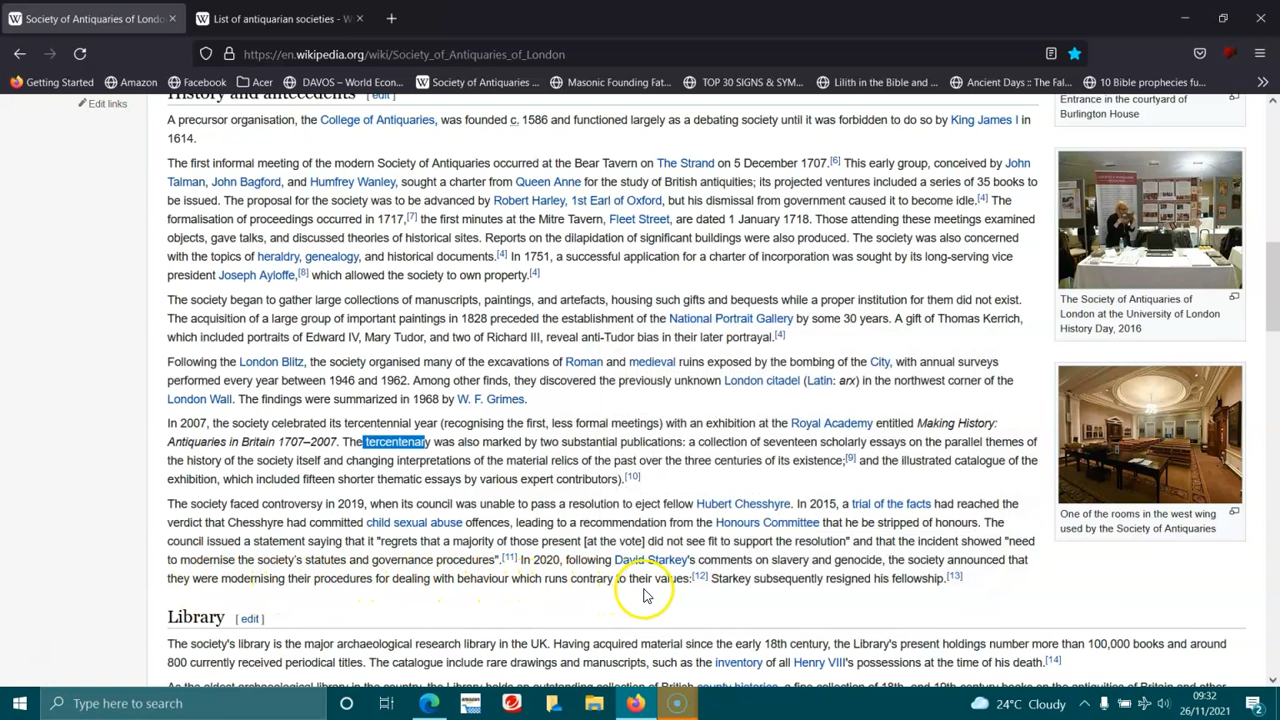 Society of Antiquaries of Londo
List of antiquarian societies - W
https://en.wikipedia.org/wiki/Society_of_Antiquaries_of_London
Getting Started
Amazon
Facebook
Acer
DAVOS – World Econ...
Society of Antiquaries ...
Masonic Founding Fat...
TOP 30 SIGNS & SYM...
Lilith in the Bible and ...
Ancient Days :: The Fal...
10 Bible prophecies fu...
Edit links
History and antecedents [ edit ]
A precursor organisation, the College of Antiquaries, was founded c. 1586 and functioned largely as a debating society until it was forbidden to do so by King James I in
1614.
The first informal meeting of the modern Society of Antiquaries occurred at the Bear Tavern on The Strand on 5 December 1707.[6] This early group, conceived by John
Talman, John Bagford, and Humfrey Wanley, sought a charter from Queen Anne for the study of British antiquities; its projected ventures included a series of 35 books to
be issued. The proposal for the society was to be advanced by Robert Harley, 1st Earl of Oxford, but his dismissal from government caused it to become idle.[4] The
formalisation of proceedings occurred in 1717,[7] the first minutes at the Mitre Tavern, Fleet Street, are dated 1 January 1718. Those attending these meetings examined
objects, gave talks, and discussed theories of historical sites. Reports on the dilapidation of significant buildings were also produced. The society was also concerned
with the topics of heraldry, genealogy, and historical documents.[4] In 1751, a successful application for a charter of incorporation was sought by its long-serving vice
president Joseph Ayloffe,[8] which allowed the society to own property.[4]
The society began to gather large collections of manuscripts, paintings, and artefacts, housing such gifts and bequests while a proper institution for them did not exist.
The acquisition of a large group of important paintings in 1828 preceded the establishment of the National Portrait Gallery by some 30 years. A gift of Thomas Kerrich,
which included portraits of Edward IV, Mary Tudor, and two of Richard III, reveal anti-Tudor bias in their later portrayal.[4]
Following the London Blitz, the society organised many of the excavations of Roman and medieval ruins exposed by the bombing of the City, with annual surveys
performed every year between 1946 and 1962. Among other finds, they discovered the previously unknown London citadel (Latin: arx) in the northwest corner of the
London Wall. The findings were summarized in 1968 by W. F. Grimes.
In 2007, the society celebrated its tercentennial year (recognising the first, less formal meetings) with an exhibition at the Royal Academy entitled Making History:
Antiquaries in Britain 1707–2007. The tercentenary was also marked by two substantial publications: a collection of seventeen scholarly essays on the parallel themes of
the history of the society itself and changing interpretations of the material relics of the past over the three centuries of its existence;[9] and the illustrated catalogue of the
exhibition, which included fifteen shorter thematic essays by various expert contributors).[10]
The society faced controversy in 2019, when its council was unable to pass a resolution to eject fellow Hubert Chesshyre. In 2015, a trial of the facts had reached the
verdict that Chesshyre had committed child sexual abuse offences, leading to a recommendation from the Honours Committee that he be stripped of honours. The
council issued a statement saying that it "regrets that a majority of those present [at the vote] did not see fit to support the resolution" and that the incident showed "need
to modernise the society's statutes and governance procedures".[11] In 2020, following David Starkey's comments on slavery and genocide, the society announced that
they were modernising their procedures for dealing with behaviour which runs contrary to their values:[12] Starkey subsequently resigned his fellowship.[13]
Library [ edit ]
The society's library is the major archaeological research library in the UK. Having acquired material since the early 18th century, the Library's present holdings number more than 100,000 books and around
800 currently received periodical titles. The catalogue include rare drawings and manuscripts, such as the inventory of all Henry VIII's possessions at the time of his death.[14]
As the oldest archaeological library in the country, the Library holds an outstanding collection of British county histories, a fine collection of 18th- and 19th-century books on the antiquities of Britain and other
Entrance in the courtyard of
Burlington House
The Society of Antiquaries of
London at the University of London
History Day, 2016
One of the rooms in the west wing
used by the Society of Antiquaries
Type here to search
24°C Cloudy
09:32
26/11/2021
2